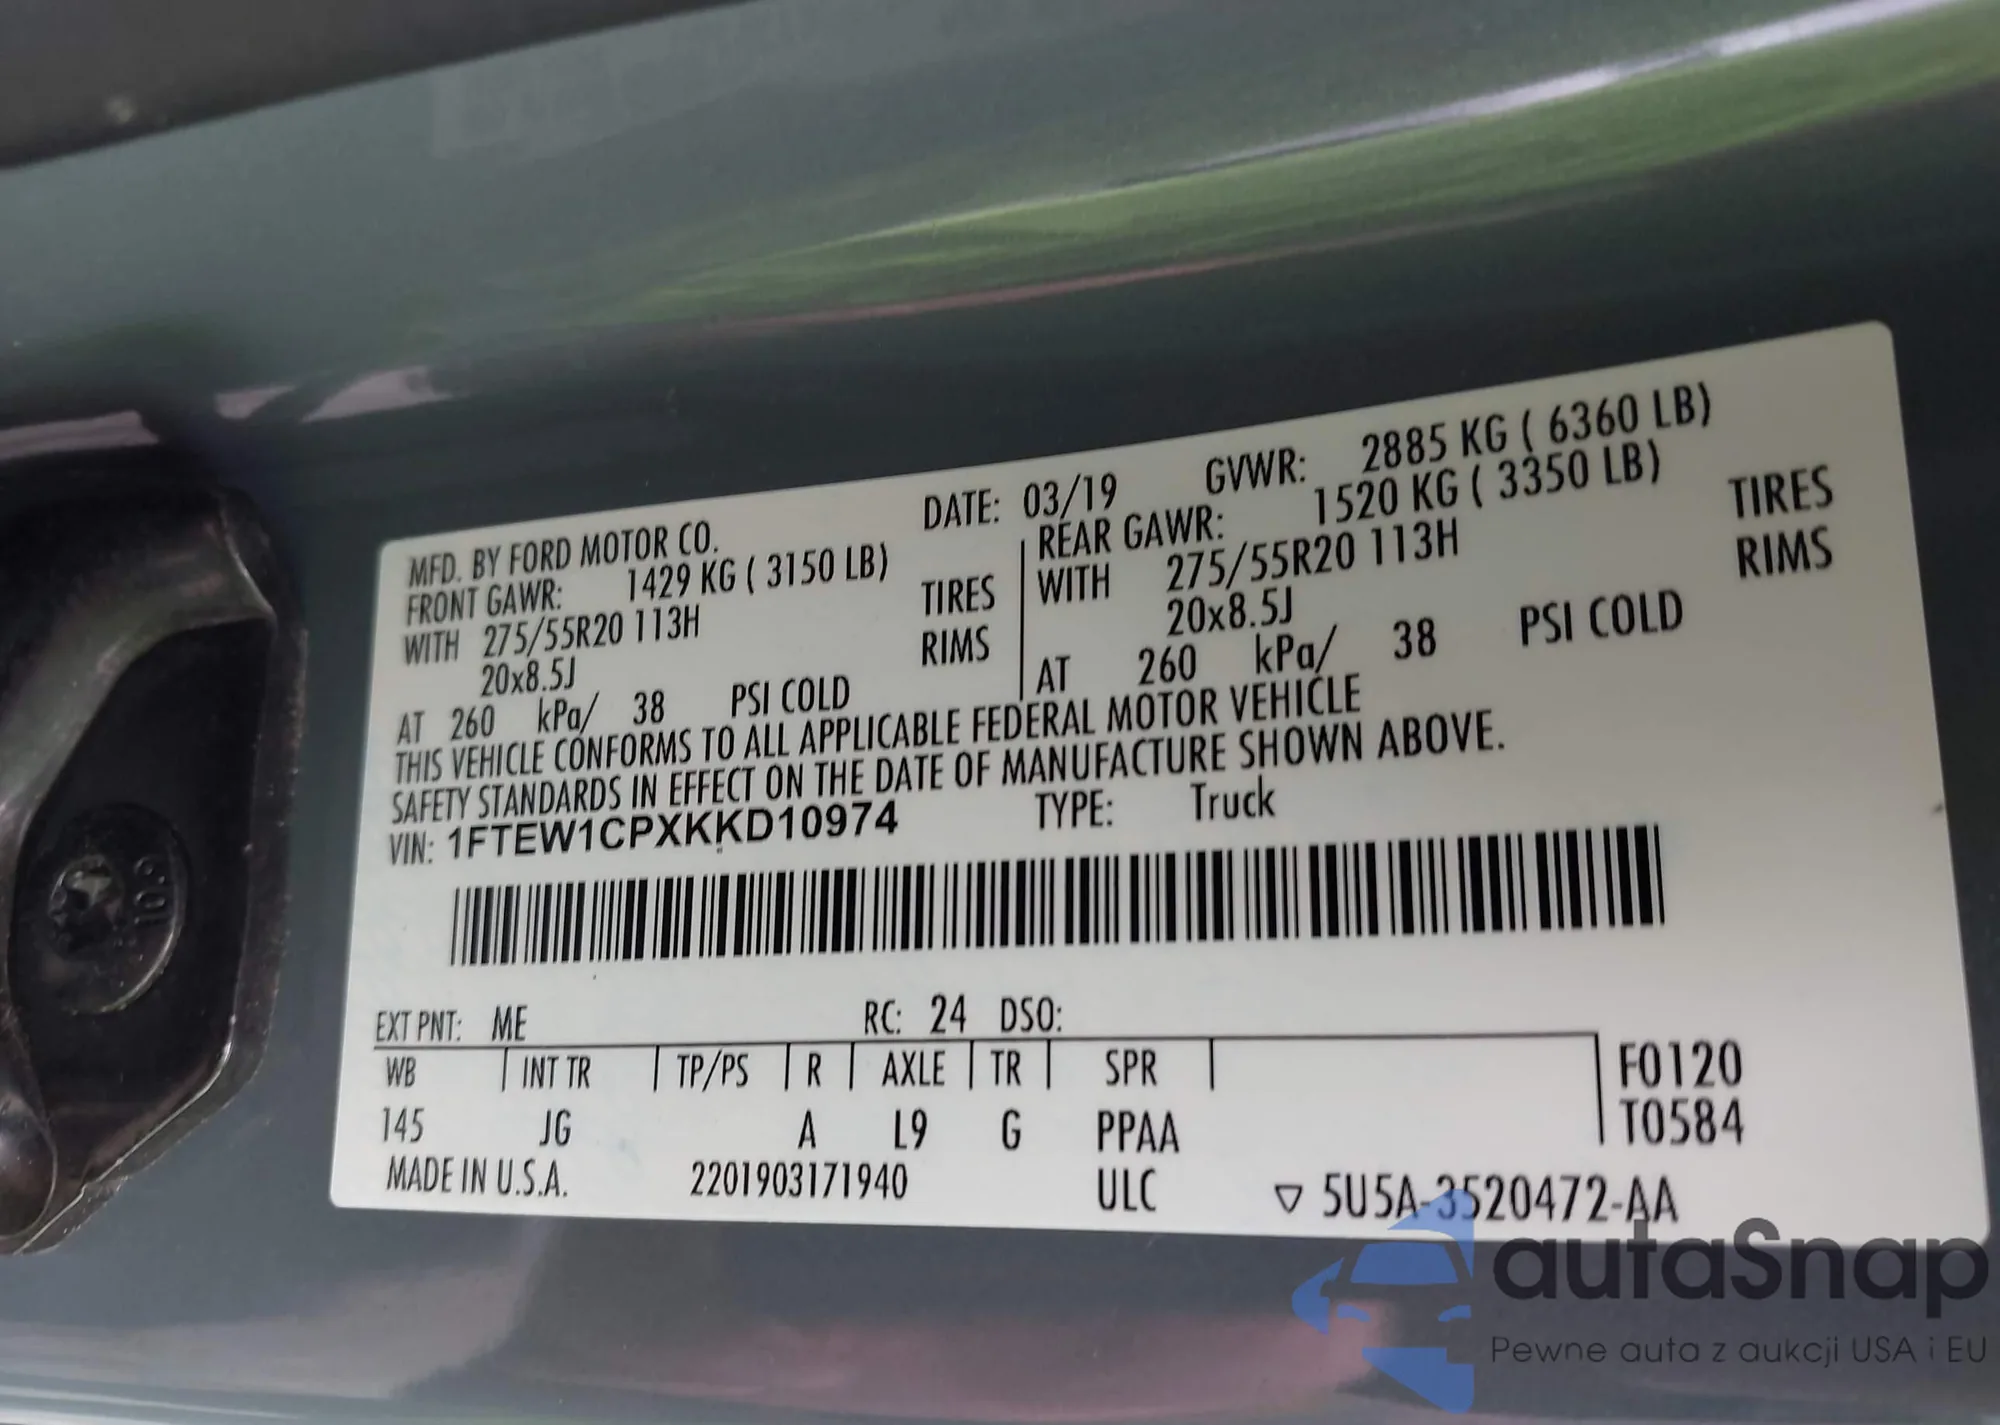 MFD. BY FORD MOTOR CO. DATE: 03/19 GVWR: 2885 KG ( 6360 LB)
FRONT GAWR: 1429 KG ( 3150 LB) REAR GAWR: 1520 KG ( 3350 LB)
WITH 275/55R20 113H TIRES WITH 275/55R20 113H TIRES
20x8.5J RIMS 20x8.5J RIMS
AT 260 kPa/ 38 PSI COLD AT 260 kPa/ 38 PSI COLD
THIS VEHICLE CONFORMS TO ALL APPLICABLE FEDERAL MOTOR VEHICLE
SAFETY STANDARDS IN EFFECT ON THE DATE OF MANUFACTURE SHOWN ABOVE.
VIN: 1FTEW1CPXKKD10974 TYPE: Truck
EXT PNT: ME RC: 24 DSO:
WB INT TR TP/PS R AXLE TR SPR F0120
145 JG A L9 G PPAA T0584
MADE IN U.S.A. 2201903171940 ULC ▽ 5U5A-3520472-AA
10.9
autaSnap
Pewne auta z aukcji USA i EU